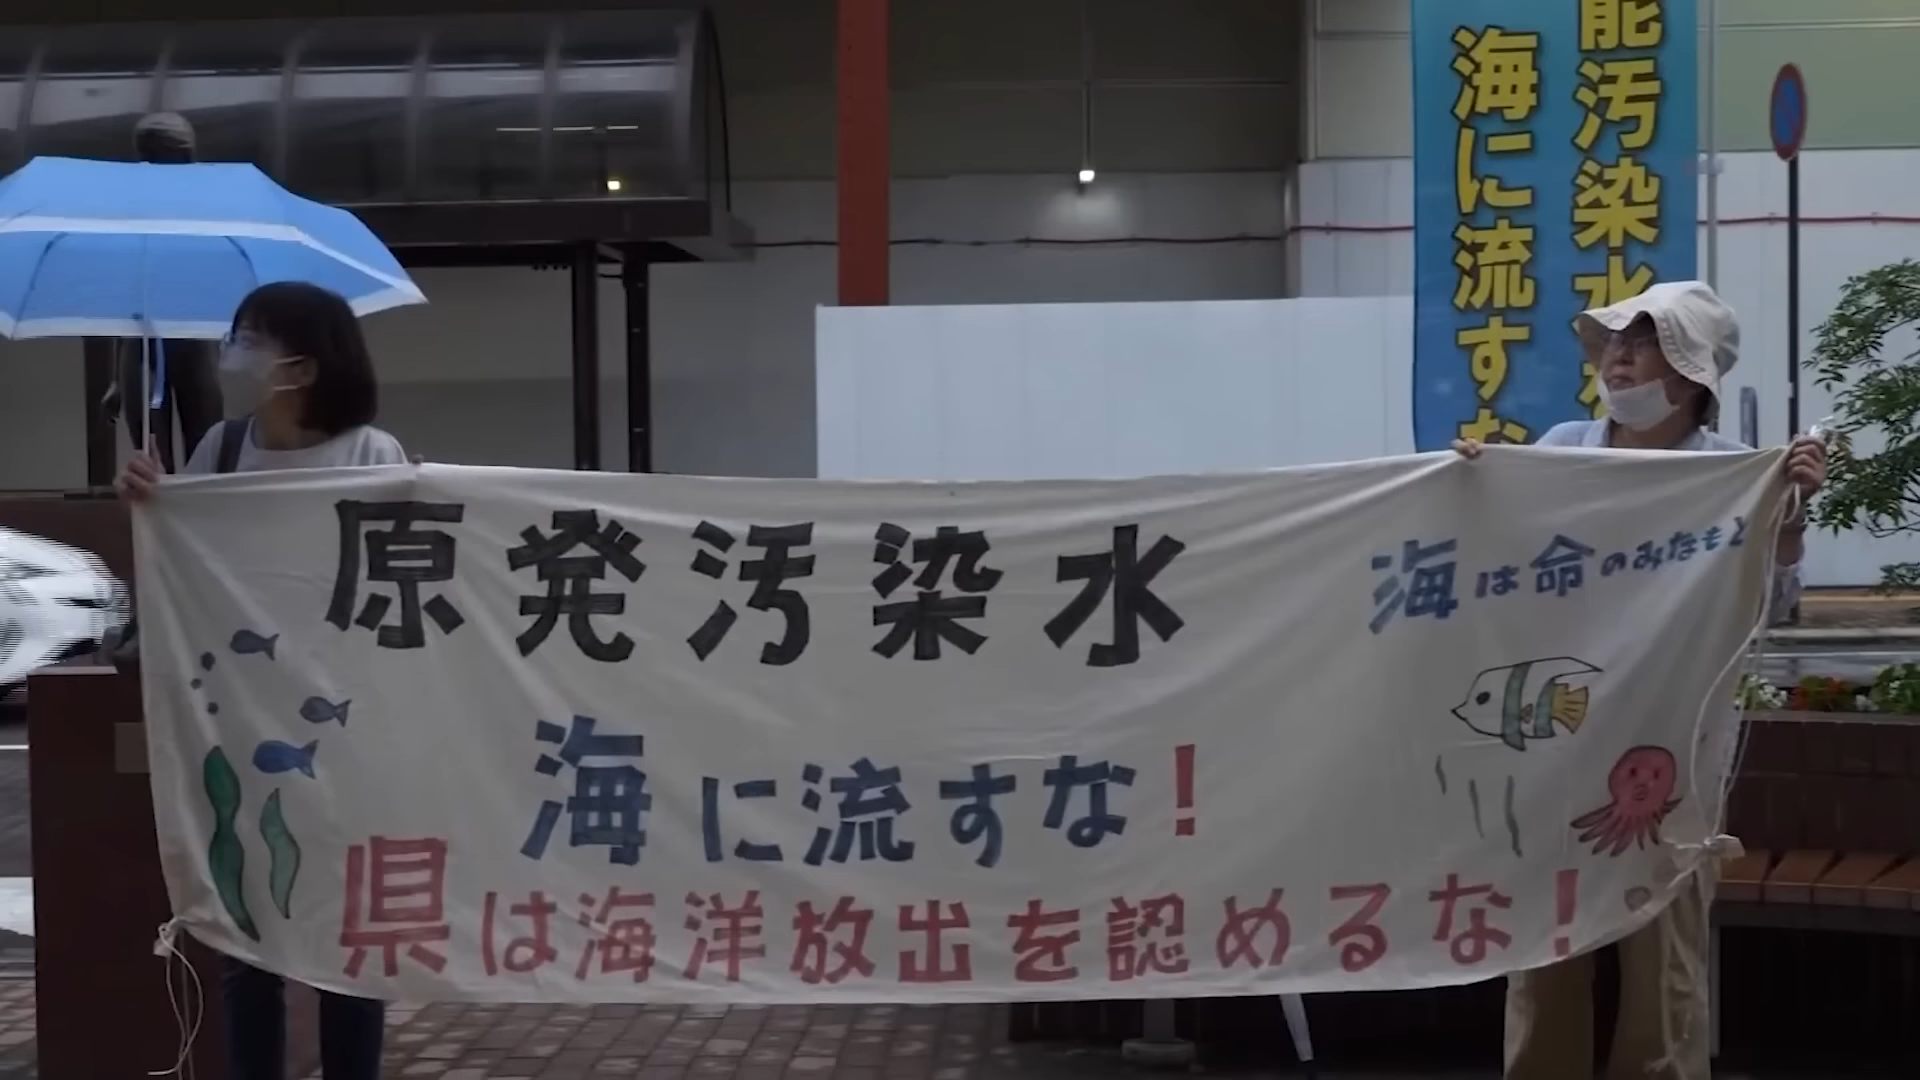 能汚染水を
海に流すな
原発汚染水
海は命のみなもと
海に流すな!
県は海洋放出を認めるな!